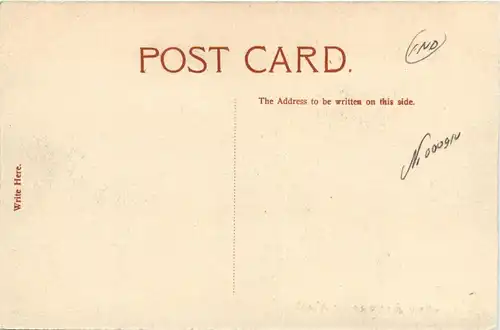 POST CARD.
IND
The Address to be written on this side.
Write Here.